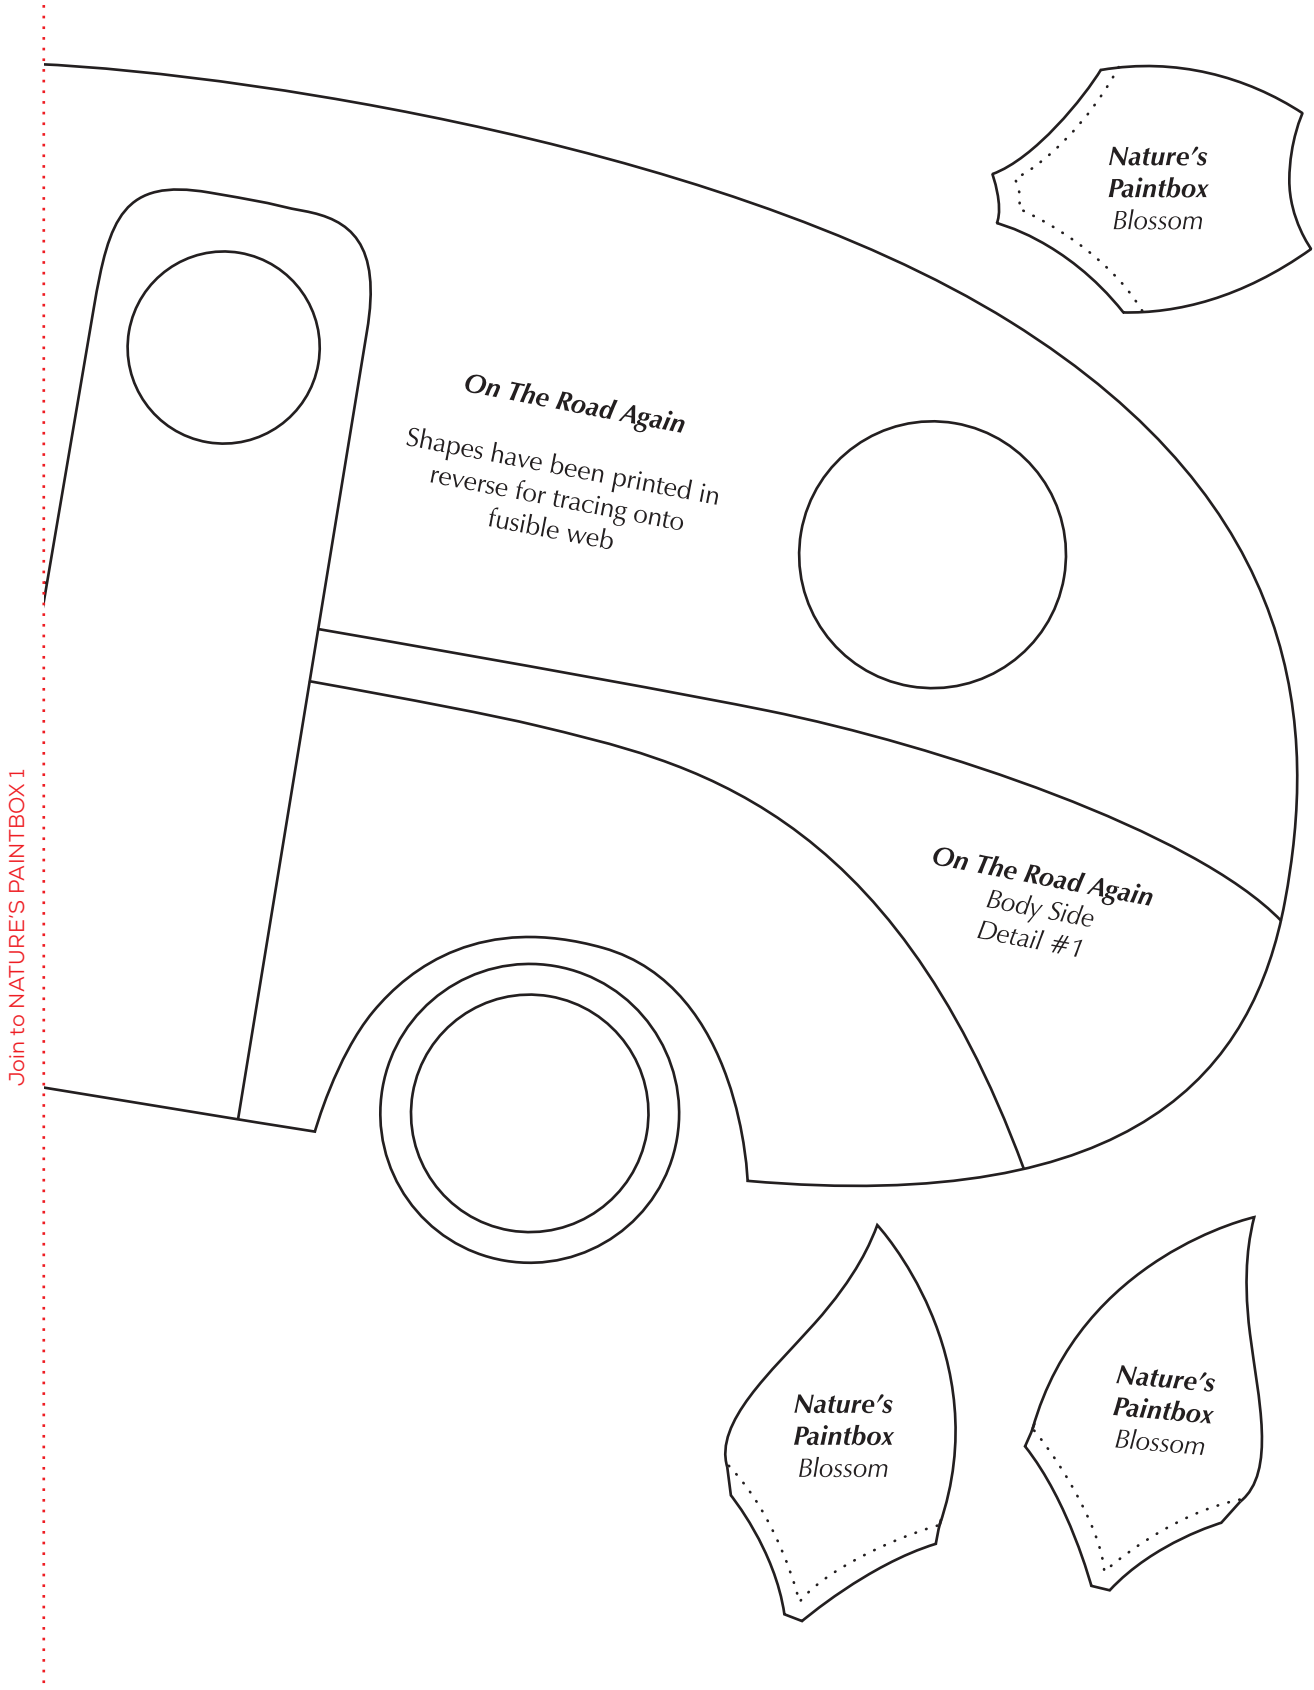 Nature’s
Paintbox
Blossom
On The Road Again
Shapes have been printed in
reverse for tracing onto
fusible web
Join to NATURE’S PAINTBOX 1
On The Road Again
Body Side
Detail #1
Nature’s
Paintbox
Blossom
Nature’s
Paintbox
Blossom